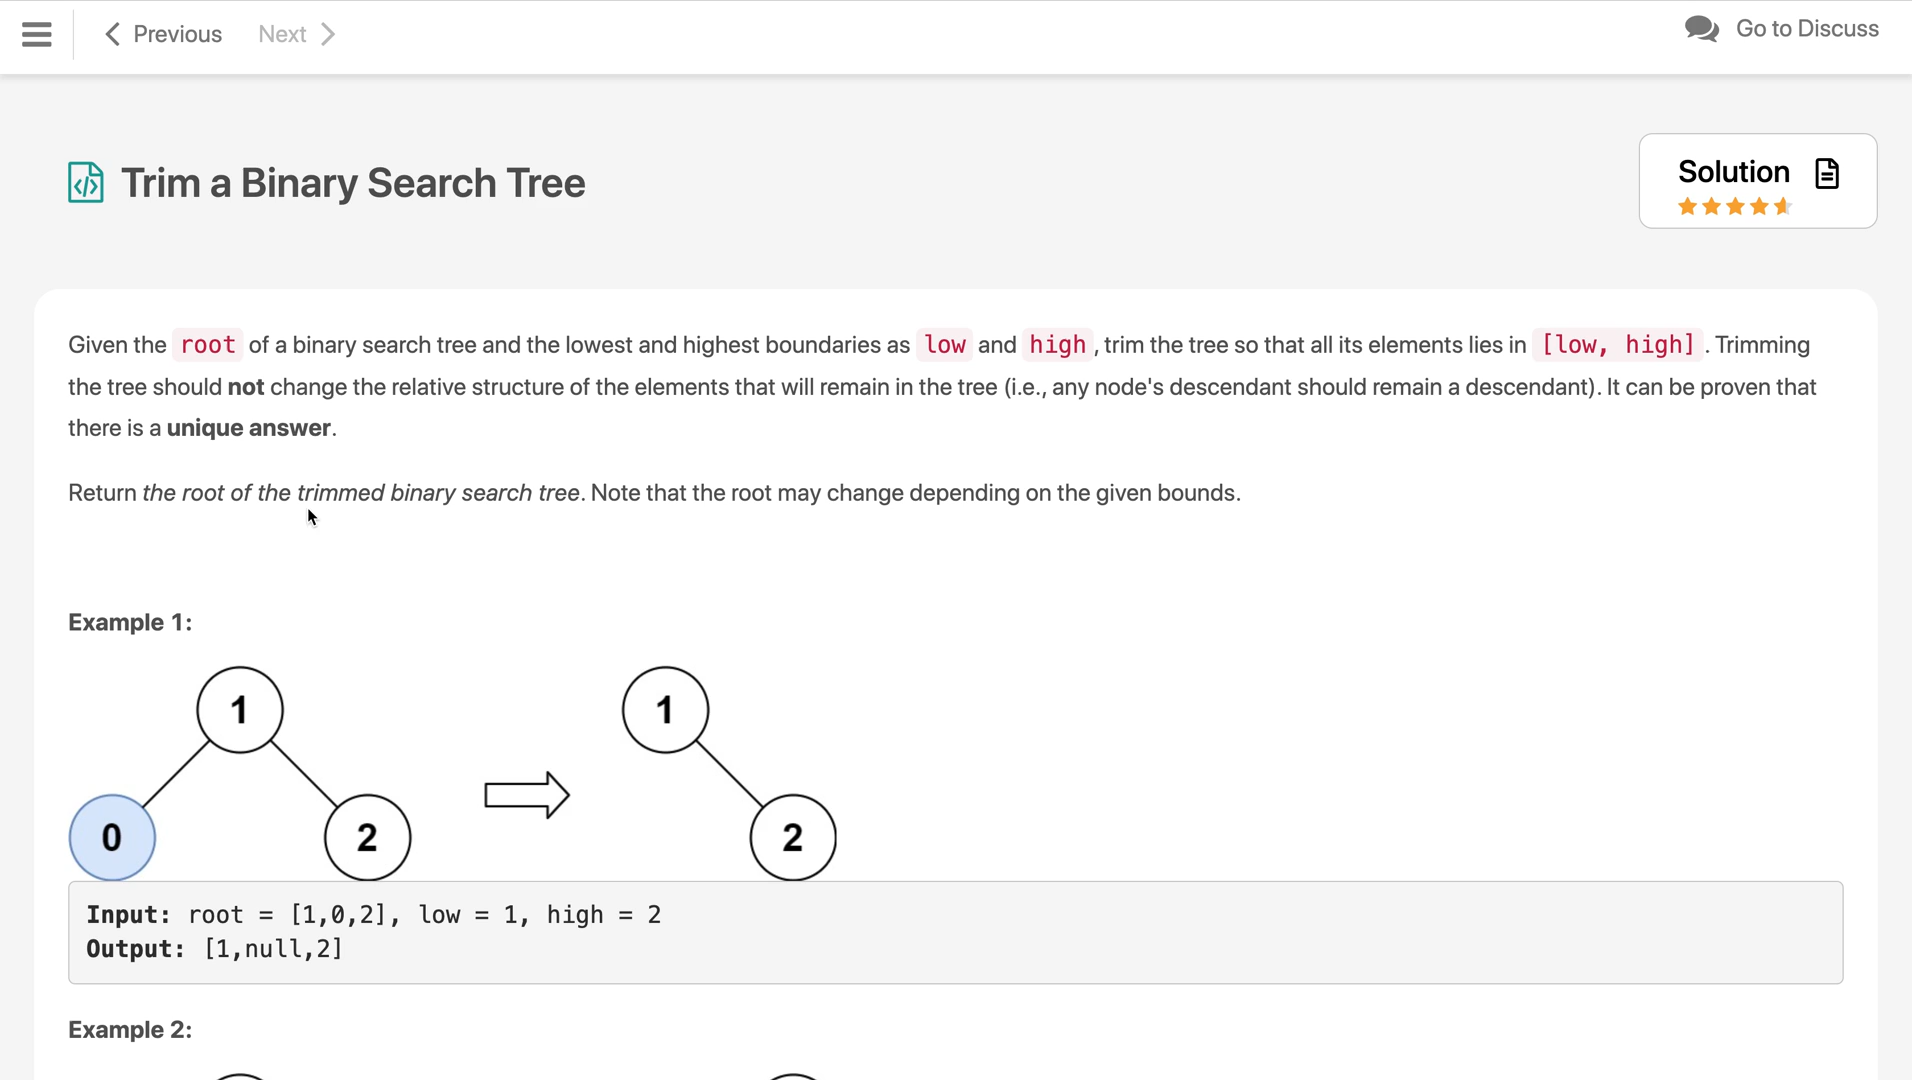 Previous Next Go to Discuss
Trim a Binary Search Tree
Solution
Given the root of a binary search tree and the lowest and highest boundaries as low and high , trim the tree so that all its elements lies in [low, high] . Trimming
the tree should not change the relative structure of the elements that will remain in the tree (i.e., any node's descendant should remain a descendant). It can be proven that
there is a unique answer.
Return the root of the trimmed binary search tree. Note that the root may change depending on the given bounds.
Example 1:
1 1
0 2 2
Input: root = [1,0,2], low = 1, high = 2
Output: [1,null,2]
Example 2: